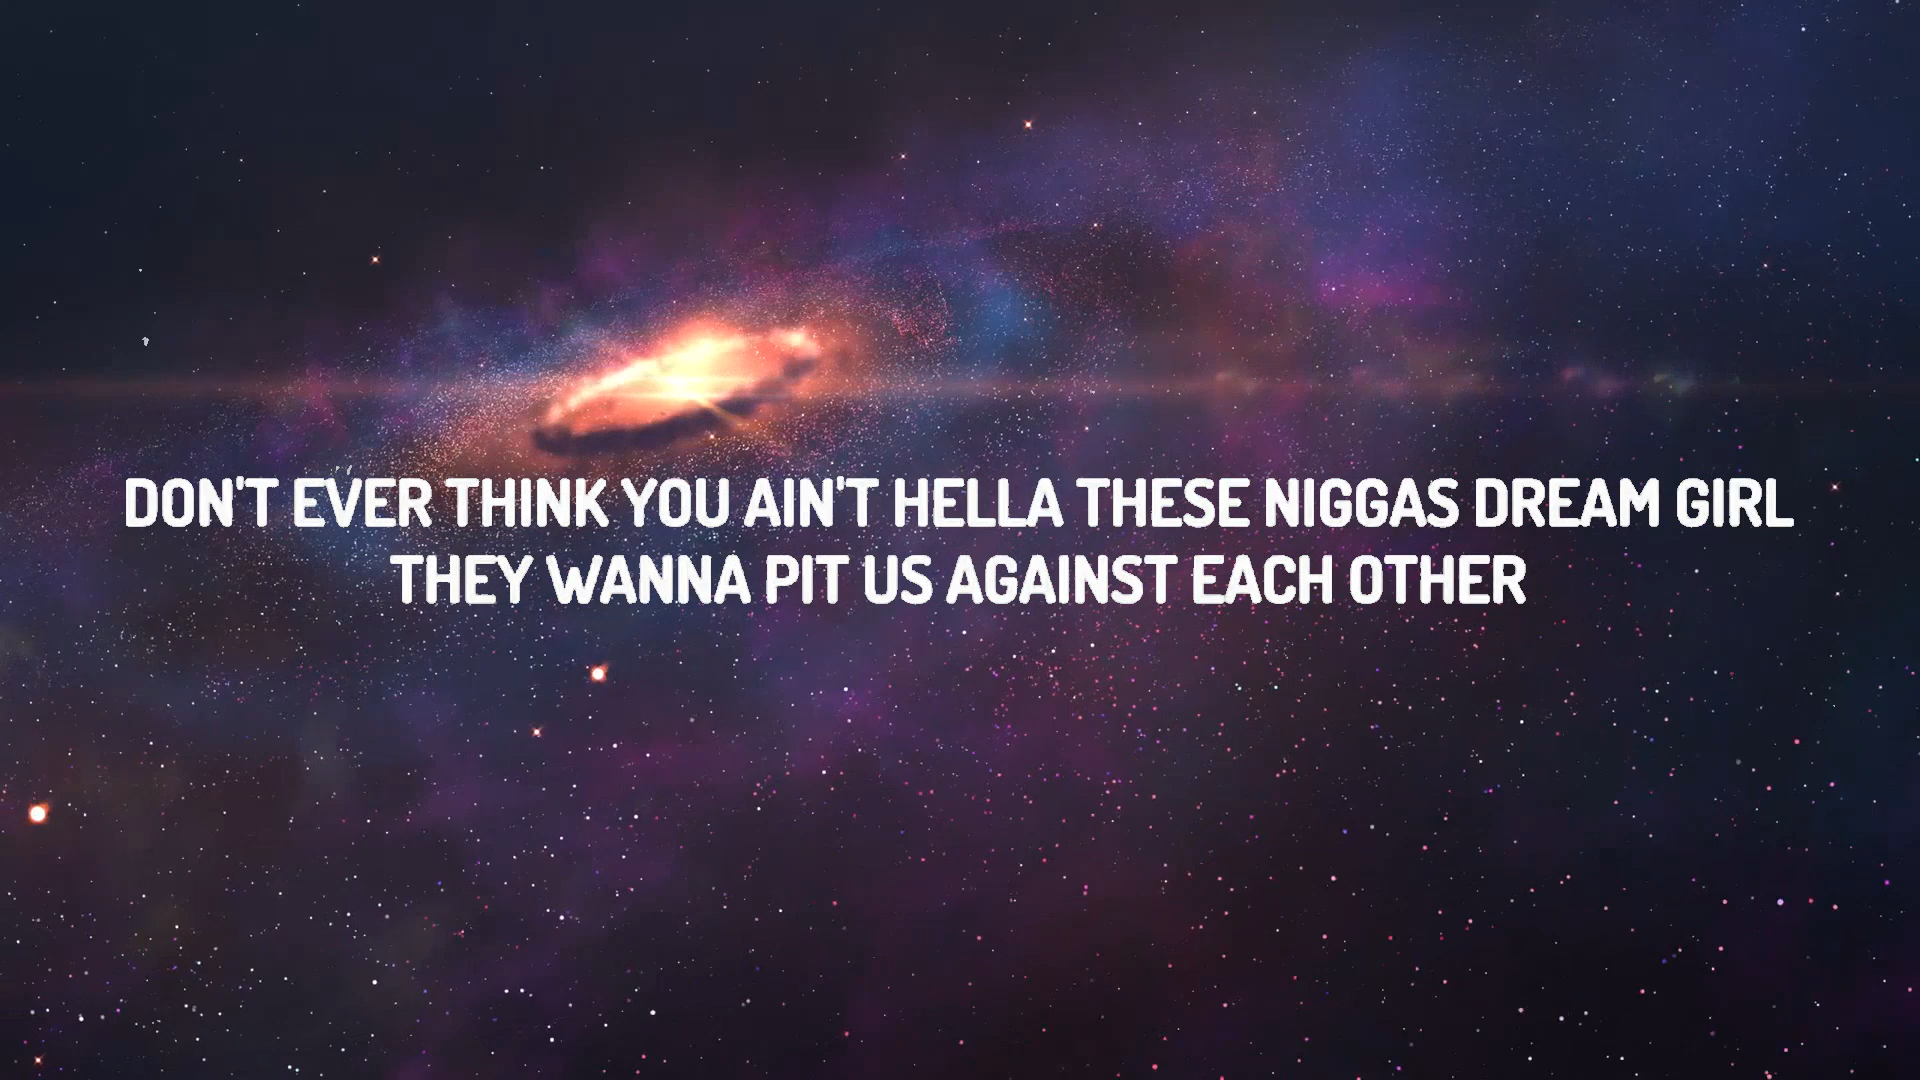 DON'T EVER THINK YOU AIN'T HELLA THESE NIGGAS DREAM GIRL
THEY WANNA PIT US AGAINST EACH OTHER